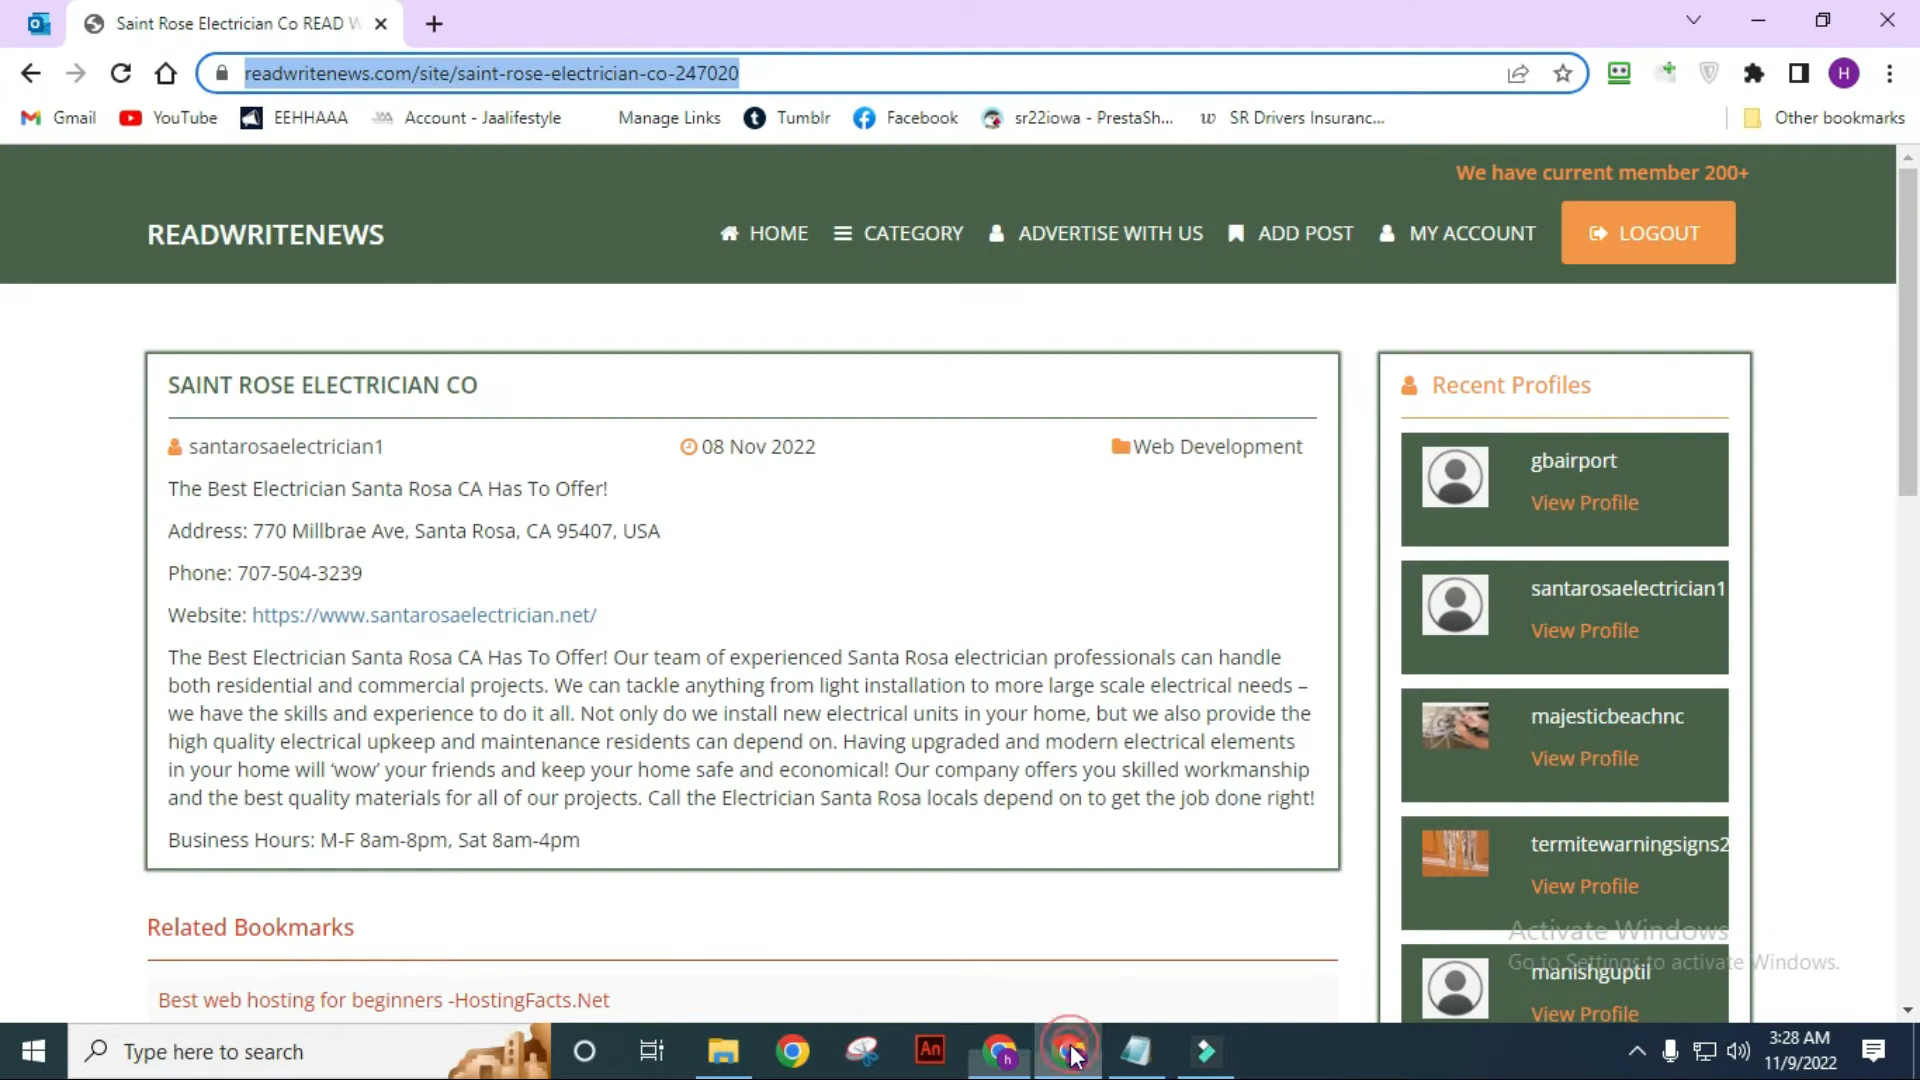 Saint Rose Electrician Co READ W
readwritenews.com/site/saint-rose-electrician-co-247020
H
Gmail
YouTube
EEHHAAA
Account - Jaalifestyle
Manage Links
Tumblr
Facebook
sr22iowa - PrestaSh...
SR Drivers Insuranc...
Other bookmarks
We have current member 200+
READWRITENEWS
HOME
CATEGORY
ADVERTISE WITH US
ADD POST
MY ACCOUNT
LOGOUT
SAINT ROSE ELECTRICIAN CO
santarosaelectrician1
08 Nov 2022
Web Development
The Best Electrician Santa Rosa CA Has To Offer!
Address: 770 Millbrae Ave, Santa Rosa, CA 95407, USA
Phone: 707-504-3239
Website: https://www.santarosaelectrician.net/
The Best Electrician Santa Rosa CA Has To Offer! Our team of experienced Santa Rosa electrician professionals can handle
both residential and commercial projects. We can tackle anything from light installation to more large scale electrical needs –
we have the skills and experience to do it all. Not only do we install new electrical units in your home, but we also provide the
high quality electrical upkeep and maintenance residents can depend on. Having upgraded and modern electrical elements
in your home will ‘wow’ your friends and keep your home safe and economical! Our company offers you skilled workmanship
and the best quality materials for all of our projects. Call the Electrician Santa Rosa locals depend on to get the job done right!
Business Hours: M-F 8am-8pm, Sat 8am-4pm
Related Bookmarks
Best web hosting for beginners -HostingFacts.Net
Recent Profiles
gbairport
View Profile
santarosaelectrician1
View Profile
majesticbeachnc
View Profile
termitewarningsigns2
View Profile
manishguptil
View Profile
Activate Windows
Go to Settings to activate Windows.
Type here to search
An
h
3:28 AM
11/9/2022